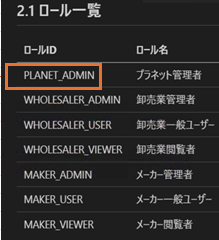 2.1 ロール一覧
ロールID ロール名
PLANET_ADMIN プラネット管理者
WHOLESALER_ADMIN 卸売業管理者
WHOLESALER_USER 卸売業一般ユーザー
WHOLESALER_VIEWER 卸売業閲覧者
MAKER_ADMIN メーカー管理者
MAKER_USER メーカー一般ユーザー
MAKER_VIEWER メーカー閲覧者